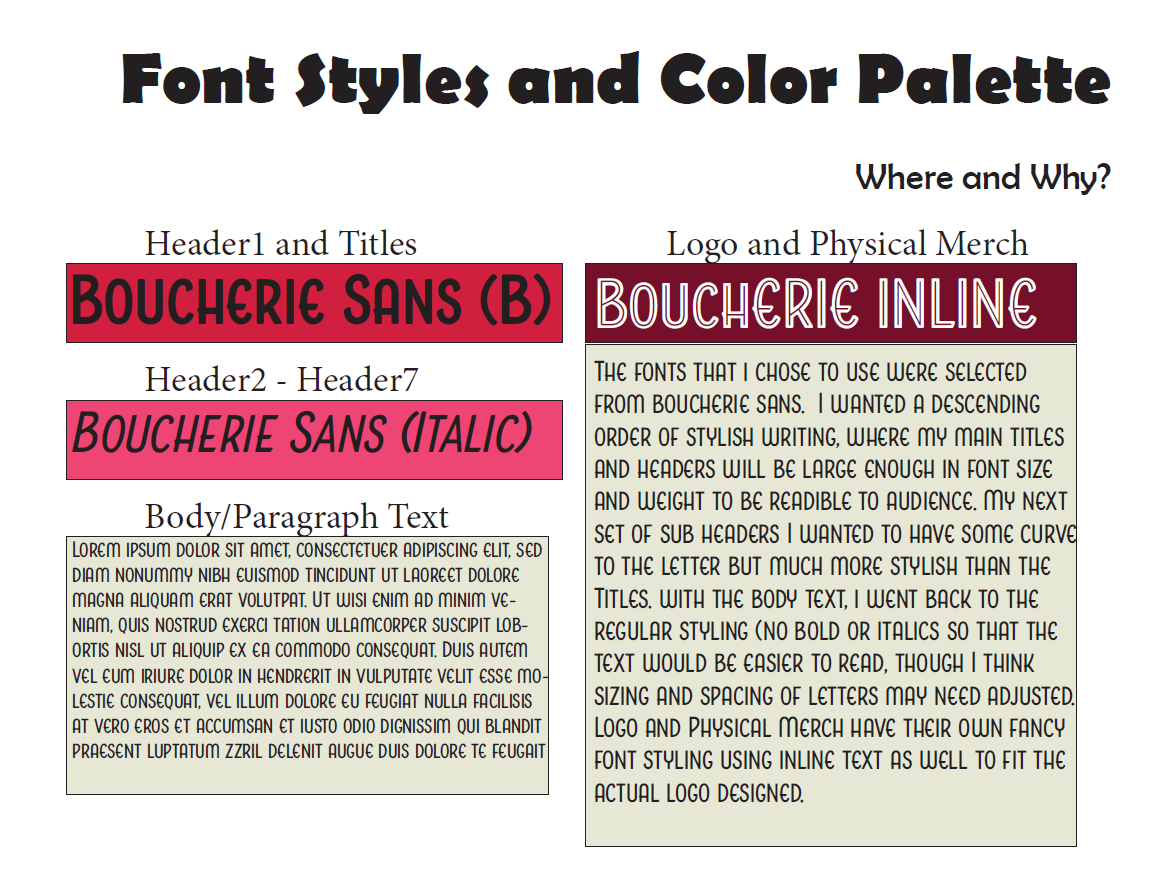 Font Styles and Color Palette
Where and Why?
Header1 and Titles
Boucherie Sans (B)
Header2 - Header7
Boucherie Sans (Italic)
Body/Paragraph Text
Lorem ipsum dolor sit amet, consectetuer adipiscing elit, sed
diam nonummy nibh euismod tincidunt ut laoreet dolore
magna aliquam erat volutpat. Ut wisi enim ad minim ve-
niam, quis nostrud exerci tation ullamcorper suscipit lob-
ortis nisl ut aliquip ex ea commodo consequat. Duis autem
vel eum iriure dolor in hendrerit in vulputate velit esse mo-
lestie consequat, vel illum dolore eu feugiat nulla facilisis
at vero eros et accumsan et iusto odio dignissim qui blandit
praesent luptatum zzril delenit augue duis dolore te feugait
Logo and Physical Merch
Boucherie Inline
The fonts that I chose to use were selected
from boucherie sans.  I wanted a descending
order of stylish writing, where my main titles
and headers will be large enough in font size
and weight to be readible to audience. My next
set of sub headers I wanted to have some curve
to the letter but much more stylish than the
Titles. with the body text, i went back to the
regular styling (no bold or italics so that the
text would be easier to read, though I think
sizing and spacing of letters may need adjusted.
Logo and Physical Merch have their own fancy
font styling using inline text as well to fit the
actual logo designed.